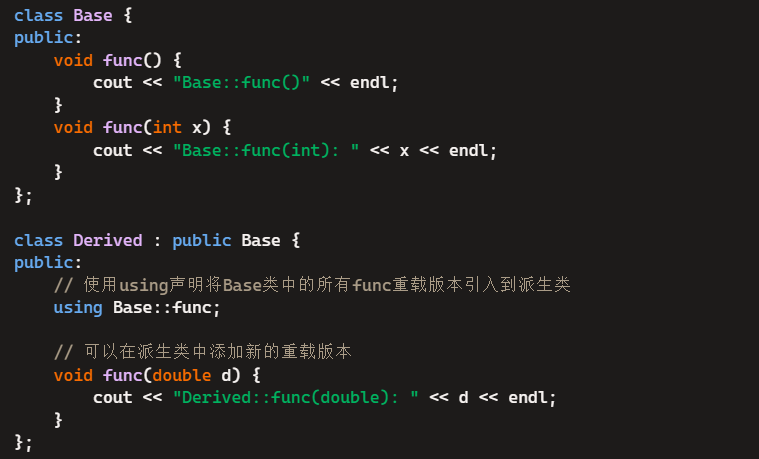 class Base {
public:
    void func() {
        cout << "Base::func()" << endl;
    }
    void func(int x) {
        cout << "Base::func(int): " << x << endl;
    }
};

class Derived : public Base {
public:
    // 使用using声明将Base类中的所有func重载版本引入到派生类
    using Base::func;

    // 可以在派生类中添加新的重载版本
    void func(double d) {
        cout << "Derived::func(double): " << d << endl;
    }
};